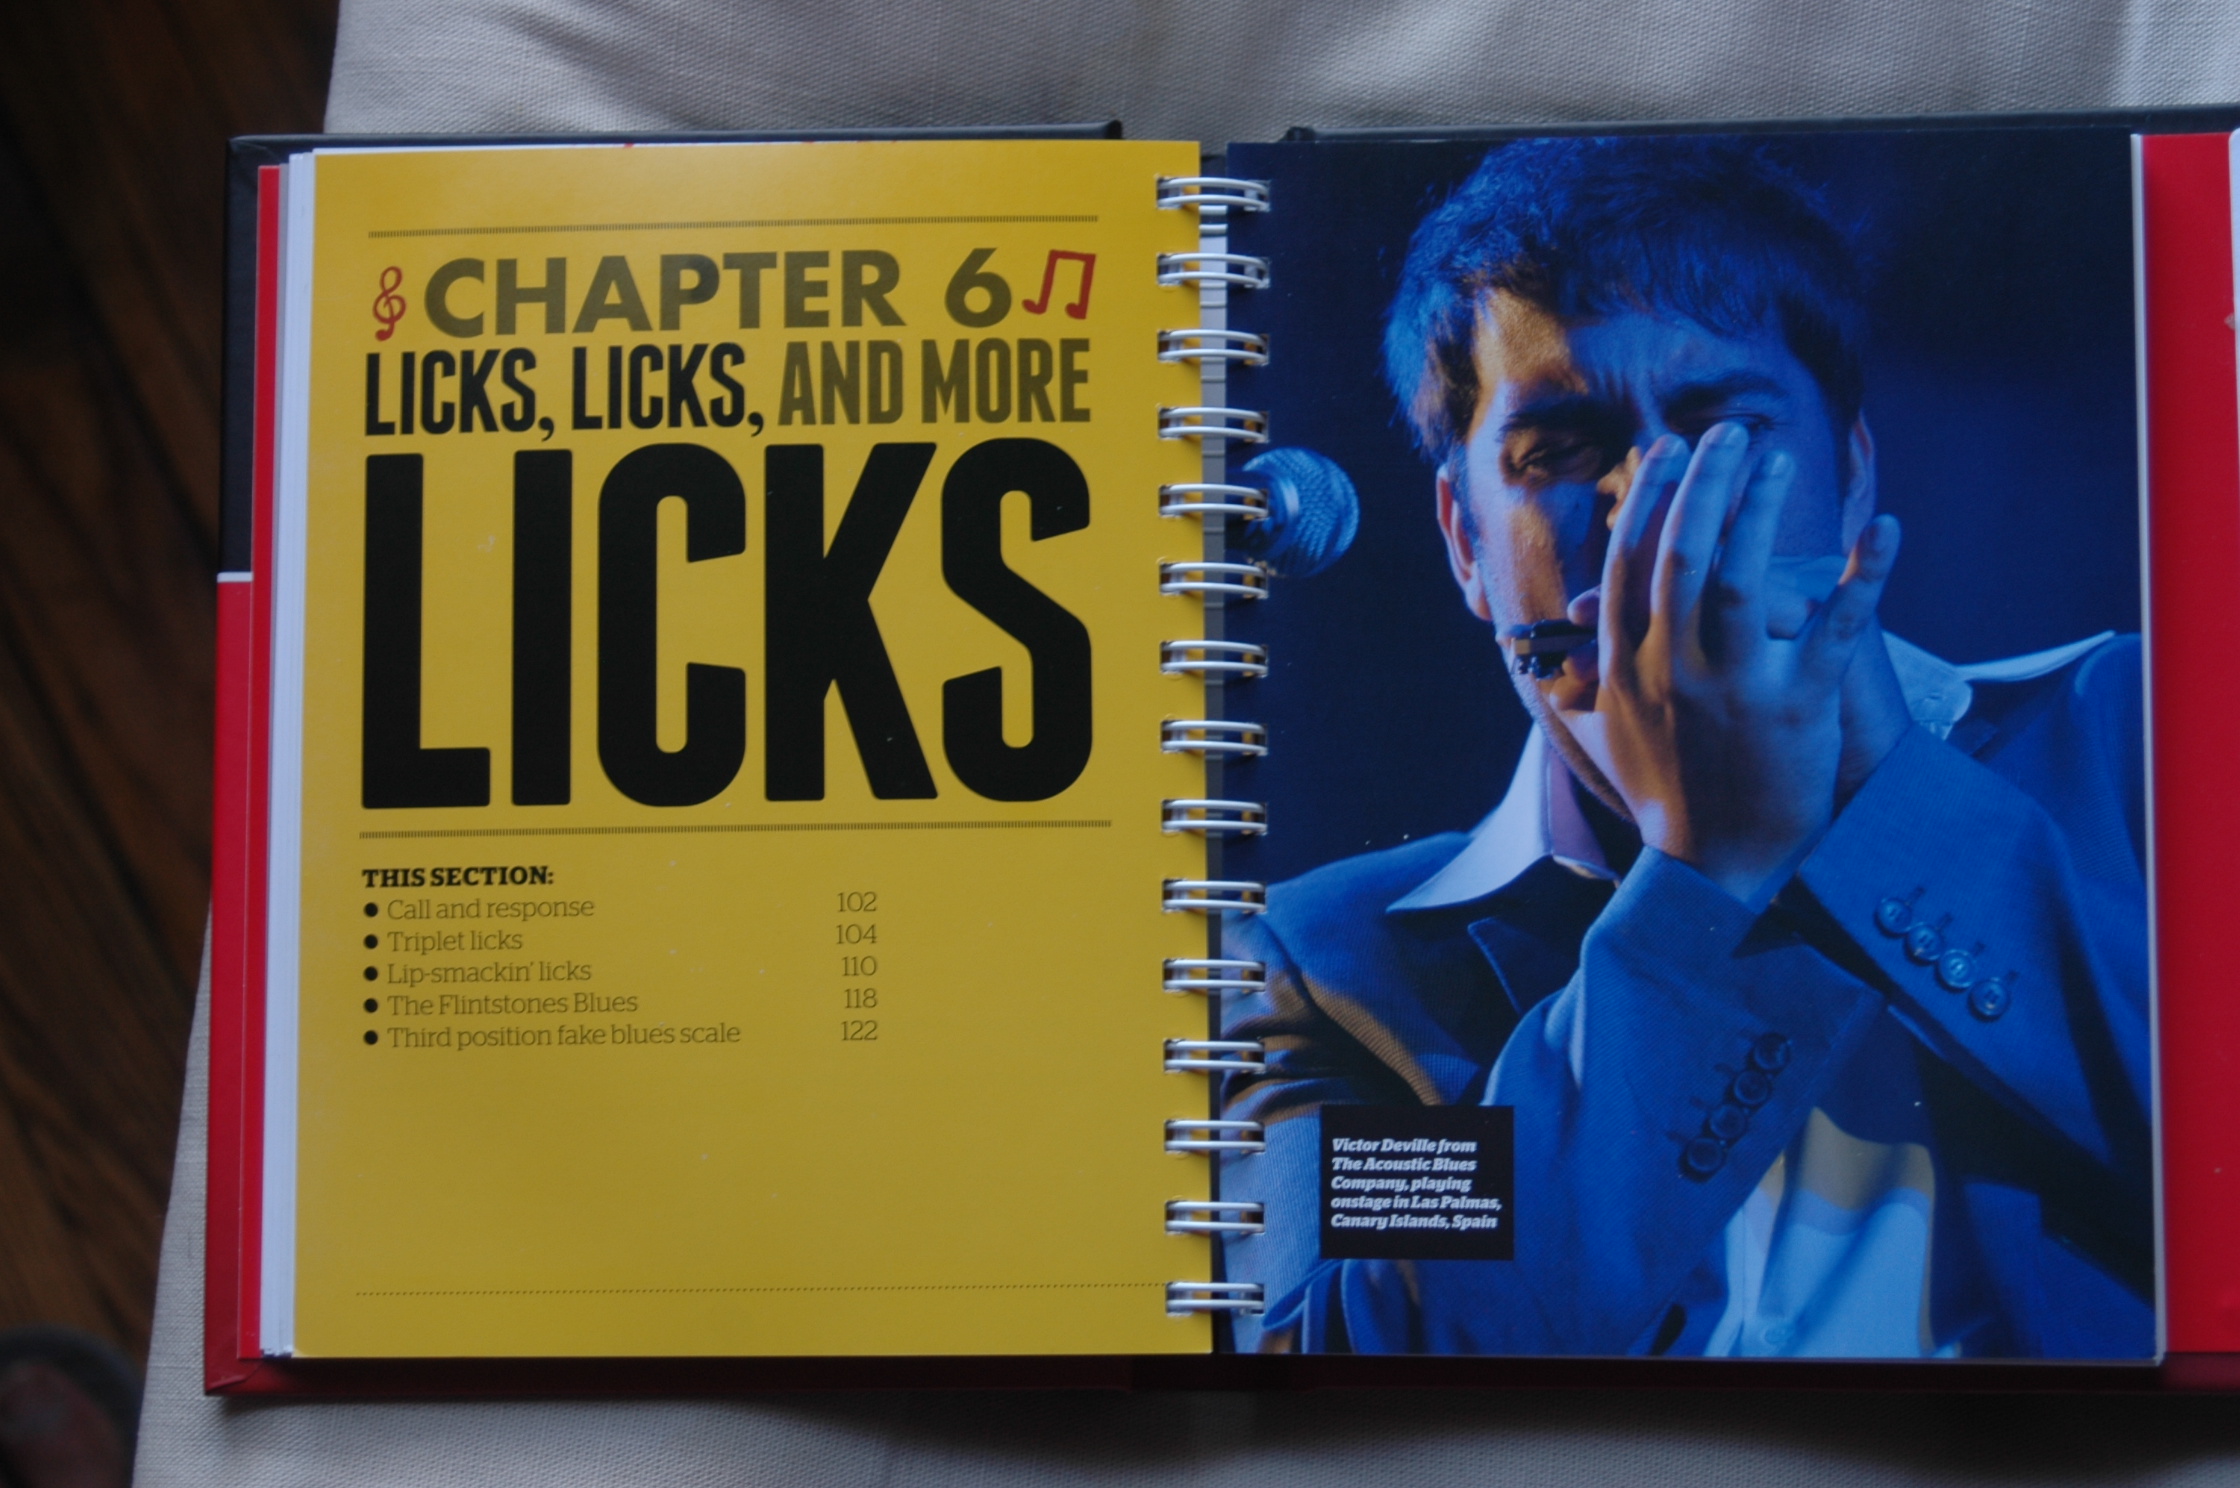 CHAPTER 6
LICKS, LICKS, AND MORE
LICKS
THIS SECTION:
● Call and response 102
● Triplet licks 104
● Lip-smackin' licks 110
● The Flintstones Blues 118
● Third position fake blues scale 122
Victor Deville from
The Acoustic Blues
Company, playing
onstage in Las Palmas,
Canary Islands, Spain